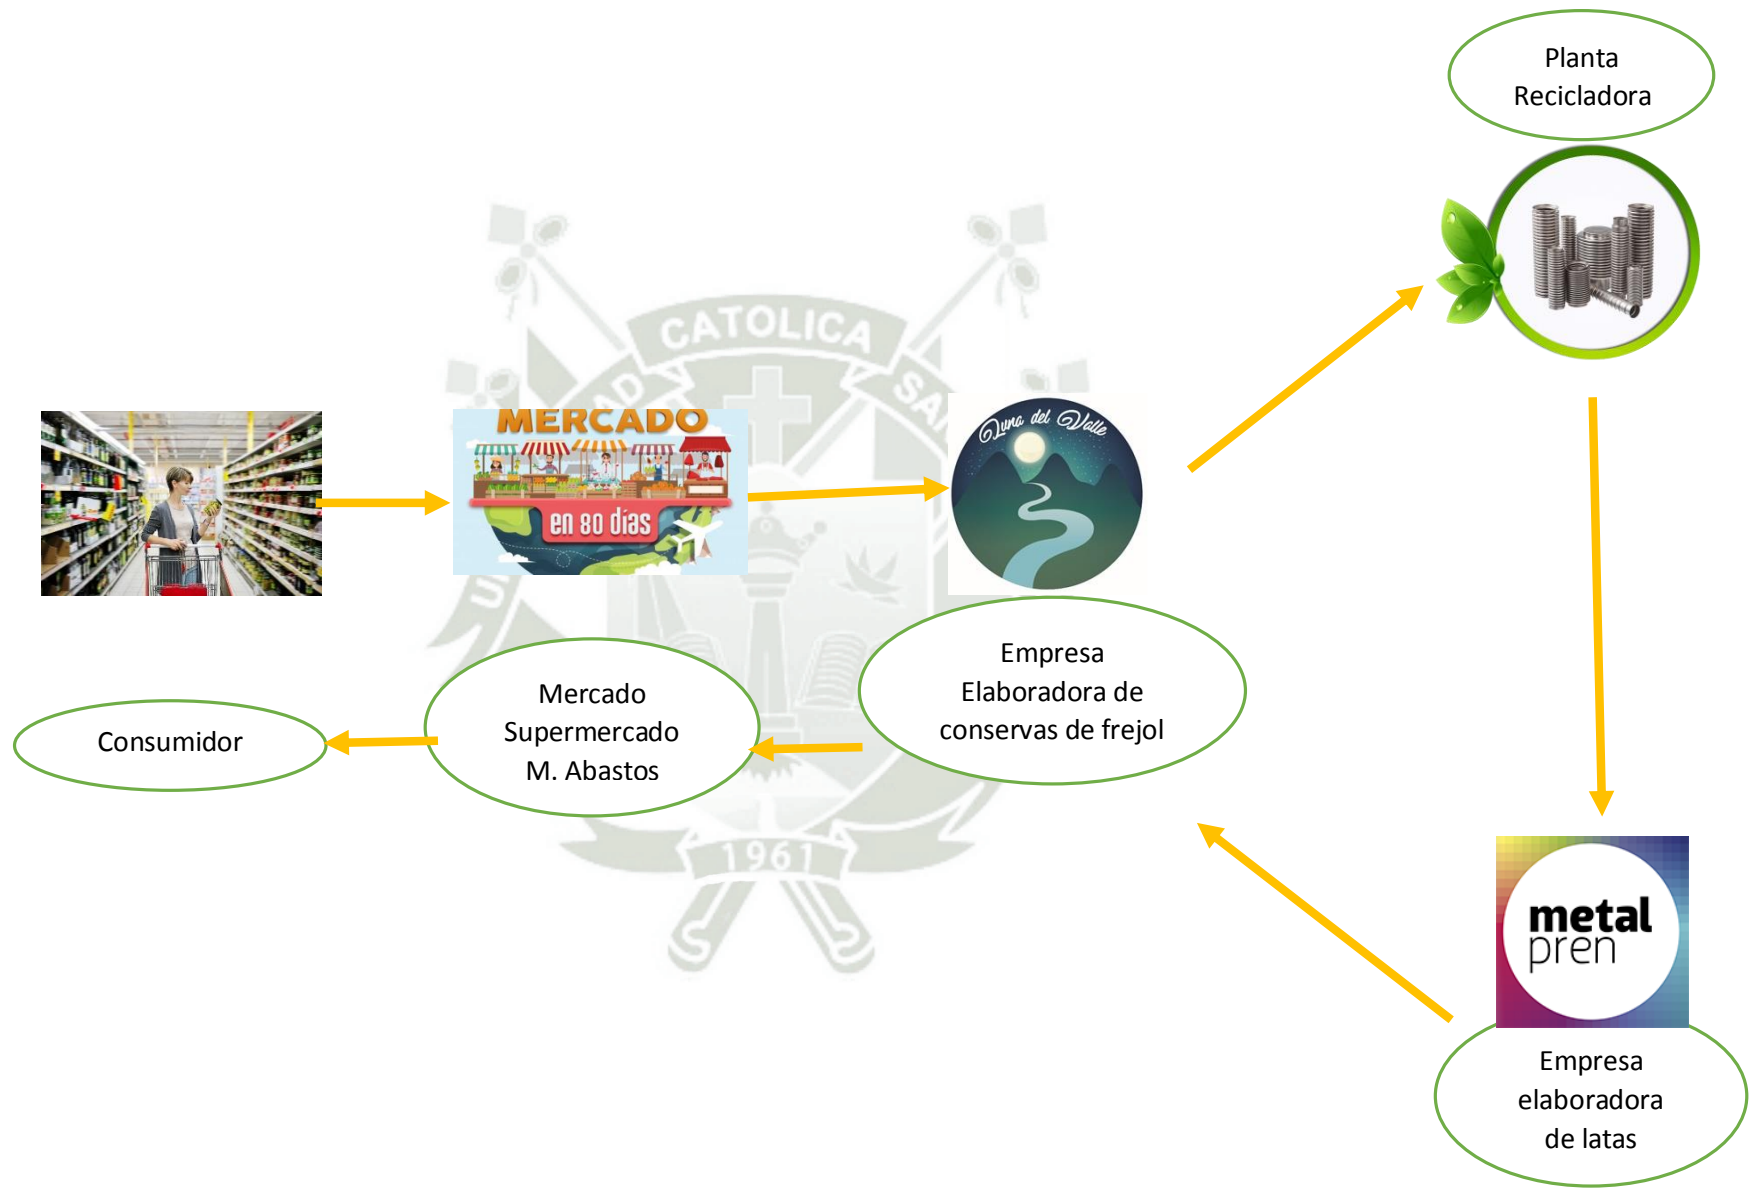 Planta
Recicladora
CATOLICA
MERCADO
en 80 días
Luna del Valle
Empresa
Elaboradora de
conservas de frejol
Mercado
Supermercado
M. Abastos
Consumidor
1961
metal
pren
Empresa
elaboradora
de latas